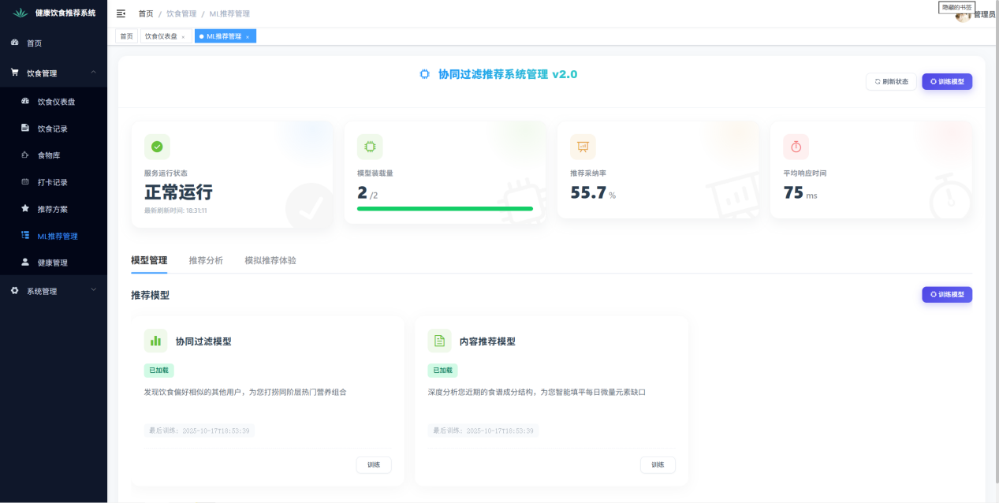 健康饮食推荐系统
首页 / 饮食管理 / ML推荐管理
隐藏的书签
管理员
首页
饮食仪表盘 ×
ML推荐管理 ×
首页
饮食管理
饮食仪表盘
饮食记录
食物库
打卡记录
推荐方案
ML推荐管理
健康管理
系统管理
协同过滤推荐系统管理 v2.0
刷新状态
训练模型
服务运行状态
正常运行
最新刷新时间: 18:31:11
模型装载量
2 /2
推荐采纳率
55.7 %
平均响应时间
75 ms
模型管理
推荐分析
模拟推荐体验
推荐模型
训练模型
协同过滤模型
已加载
发现饮食偏好相似的其他用户，为您打捞同阶层热门营养组合
最后训练: 2025-10-17T18:53:39
训练
内容推荐模型
已加载
深度分析您近期的食谱成分结构，为您智能填平每日微量元素缺口
最后训练: 2025-10-17T18:53:39
训练